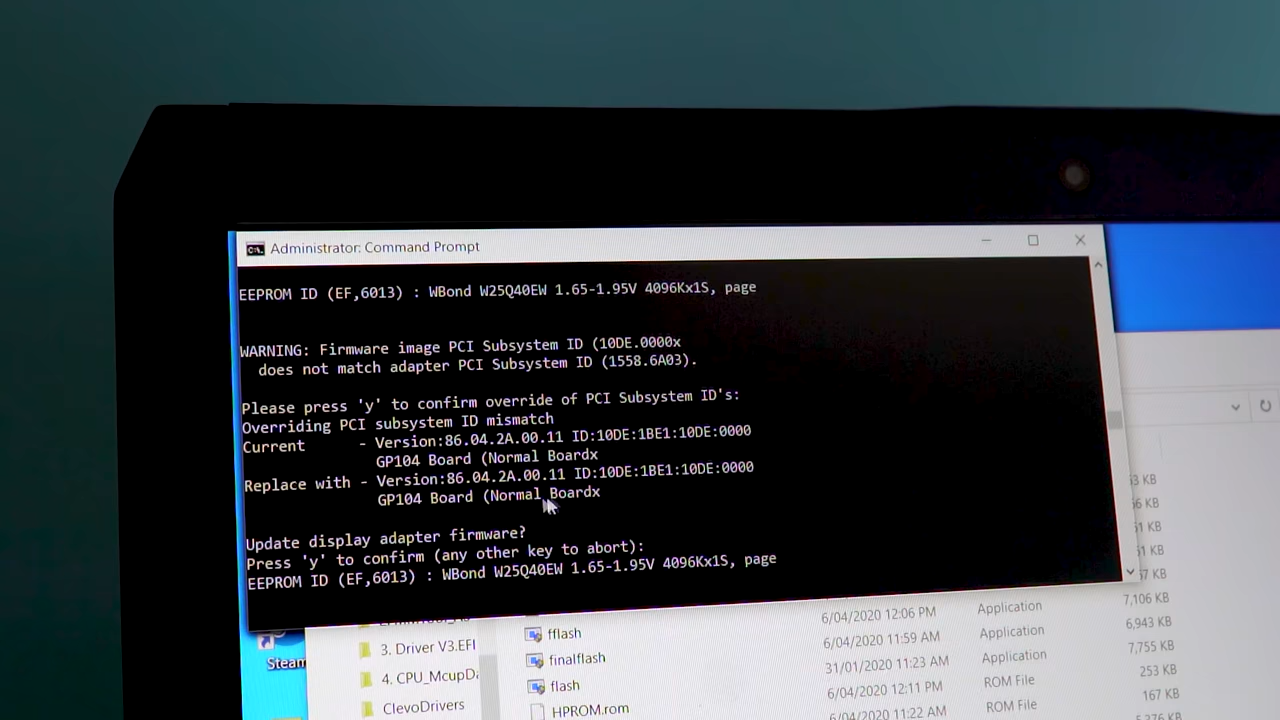 Administrator: Command Prompt
EEPROM ID (EF,6013) : WBond W25Q40EW 1.65-1.95V 4096Kx1S, page
WARNING: Firmware image PCI Subsystem ID (10DE.0000x
does not match adapter PCI Subsystem ID (1558.6A03).
Please press 'y' to confirm override of PCI Subsystem ID's:
Overriding PCI subsystem ID mismatch
Current - Version:86.04.2A.00.11 ID:10DE:1BE1:10DE:0000
GP104 Board (Normal Boardx
Replace with - Version:86.04.2A.00.11 ID:10DE:1BE1:10DE:0000
GP104 Board (Normal Boardx
Update display adapter firmware?
Press 'y' to confirm (any other key to abort):
EEPROM ID (EF,6013) : WBond W25Q40EW 1.65-1.95V 4096Kx1S, page
3 KB
6 KB
1 KB
1 KB
57 KB
6/04/2020 12:06 PM Application 7,106 KB
fflash 6/04/2020 11:59 AM Application 6,943 KB
finalflash 31/01/2020 11:23 AM Application 7,755 KB
flash 6/04/2020 12:11 PM ROM File 253 KB
HPROM.rom 6/04/2020 11:22 AM ROM File 167 KB
3. Driver V3.EFI
4. CPU_McupDa
ClevoDrivers
Steam